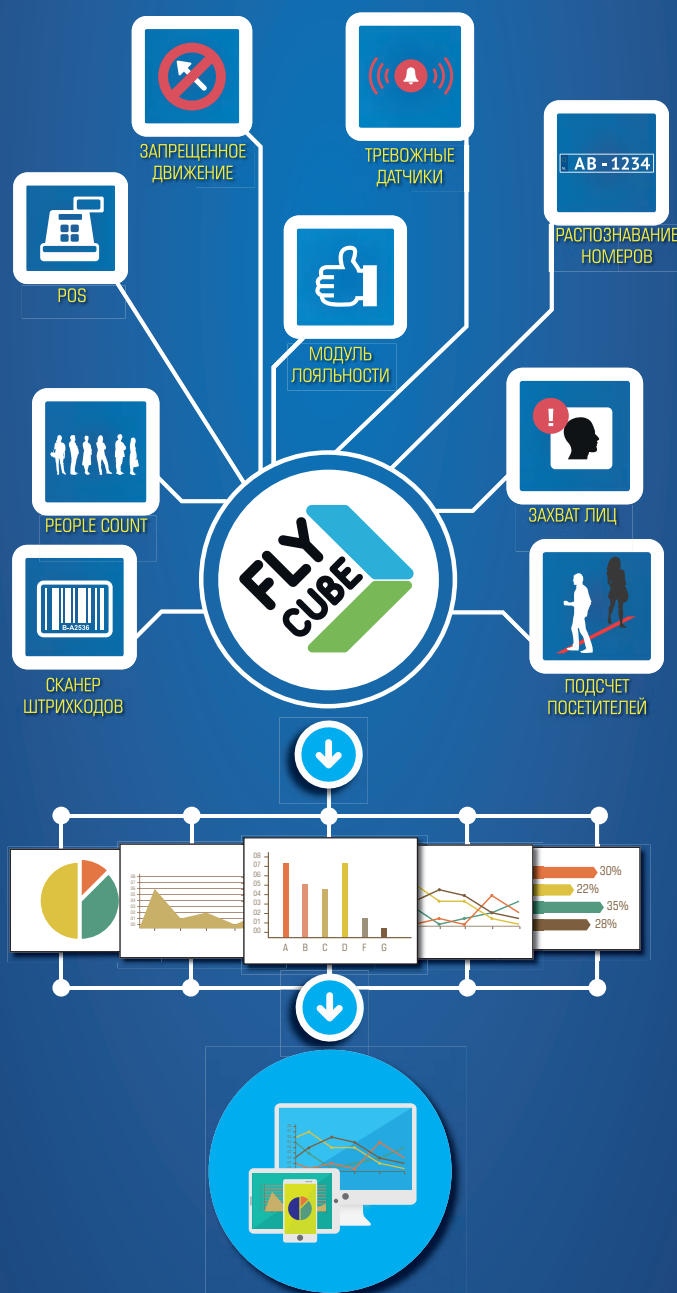 ЗАПРЕЩЕННОЕ
ДВИЖЕНИЕ
ТРЕВОЖНЫЕ
ДАТЧИКИ
AB - 1234
РАСПОЗНАВАНИЕ
НОМЕРОВ
POS
МОДУЛЬ
ЛОЯЛЬНОСТИ
PEOPLE COUNT
!
ЗАХВАТ ЛИЦ
FLY
CUBE
B-A2536
СКАНЕР
ШТРИХКОДОВ
ПОДСЧЕТ
ПОСЕТИТЕЛЕЙ
08
07
06
05
04
03
02
01
00
A B C D F G
30%
22%
35%
28%